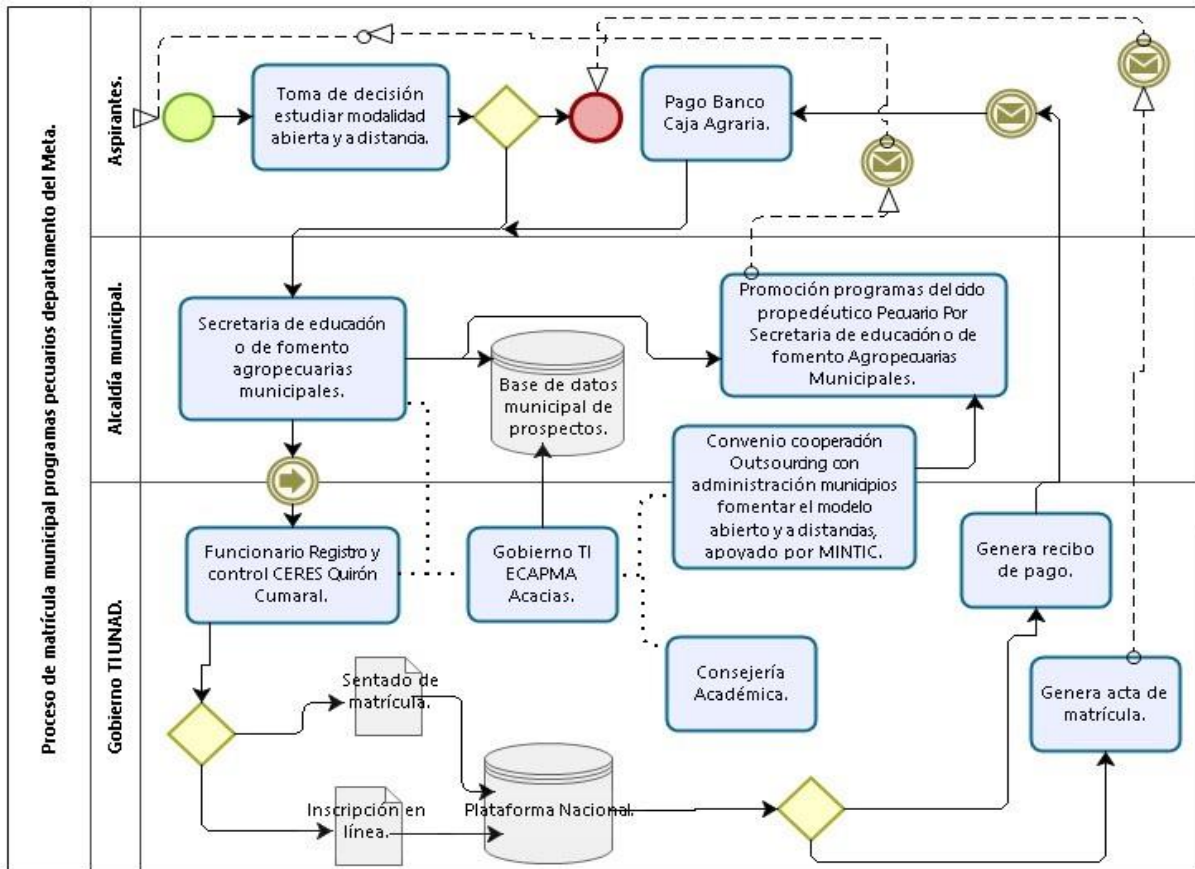 Proceso de matrícula municipal programas pecuarios departamento del Meta.
Aspirantes.
Toma de decisión
estudiar modalidad
abierta y a distancia.
Pago Banco
Caja Agraria.
Alcaldía municipal.
Secretaria de educación
o de fomento
agropecuarias
municipales.
Base de datos
municipal de
prospectos.
Promoción programas del ciclo
propedéutico Pecuario Por
Secretaria de educación o de
fomento Agropecuarias
Municipales.
Convenio cooperación
Outsourcing con
administración municipios
fomentar el modelo
abierto y a distancias,
apoyado por MINTIC.
Gobierno TI UNAD.
Funcionario Registro y
control CERES Quirón
Cumaral.
Gobierno TI
ECAPMA
Acacias.
Genera recibo
de pago.
Consejería
Académica.
Genera acta de
matrícula.
Sentado de
matrícula.
Inscripción en
línea.
Plataforma Nacional.